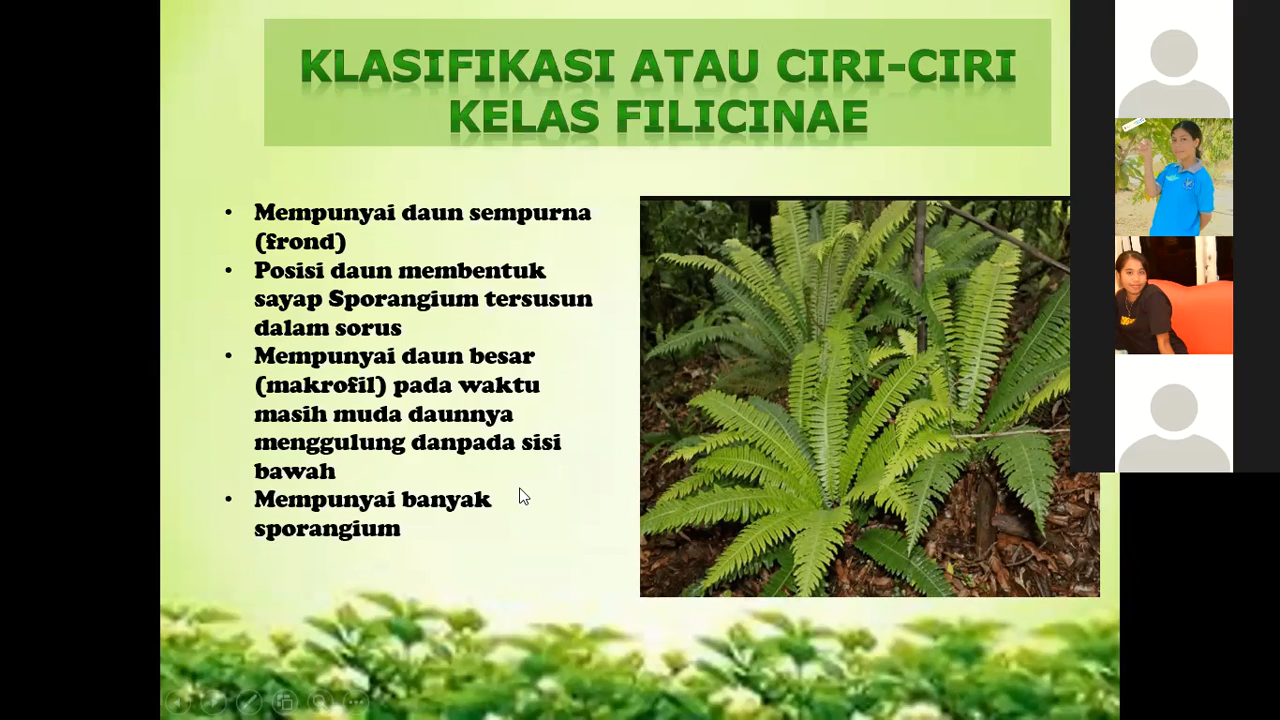 KLASIFIKASI ATAU CIRI-CIRI
KELAS FILICINAE
• Mempunyai daun sempurna
(frond)
• Posisi daun membentuk
sayap Sporangium tersusun
dalam sorus
• Mempunyai daun besar
(makrofil) pada waktu
masih muda daunnya
menggulung danpada sisi
bawah
• Mempunyai banyak
sporangium